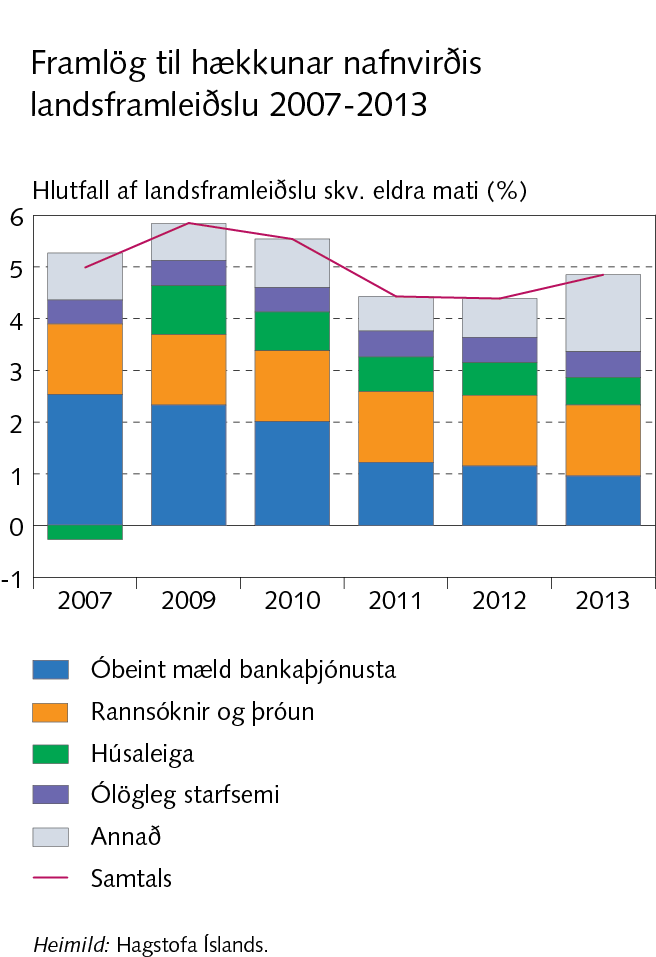 Framlög til hækkunar nafnvirðis
landsframleiðslu 2007-2013
Hlutfall af landsframleiðslu skv. eldra mati (%)
6
5
4
3
2
1
0
-1
2007 2009 2010 2011 2012 2013
Óbeint mæld bankaþjónusta
Rannsóknir og þróun
Húsaleiga
Ólögleg starfsemi
Annað
Samtals
Heimild: Hagstofa Íslands.